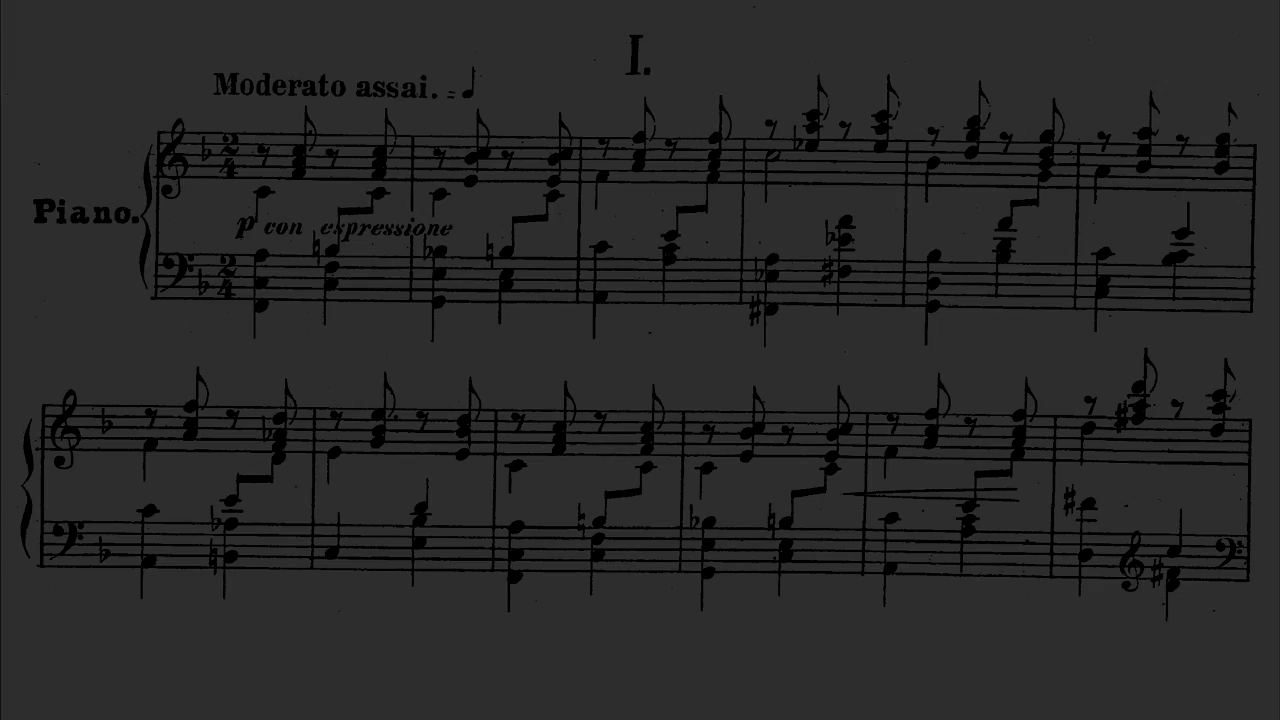 I.
Moderato assai. = ♩
Piano.
p con espressione